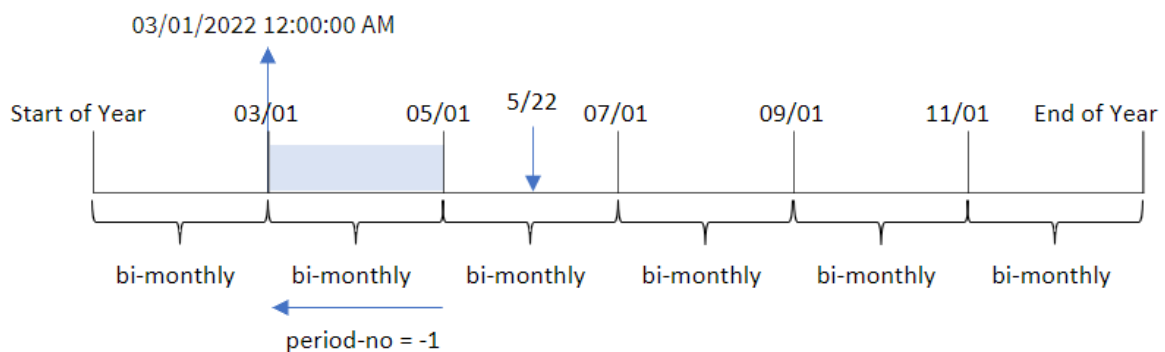 03/01/2022 12:00:00 AM
Start of Year 03/01 05/01 5/22 07/01 09/01 11/01 End of Year
bi-monthly bi-monthly bi-monthly bi-monthly bi-monthly bi-monthly
period-no = -1